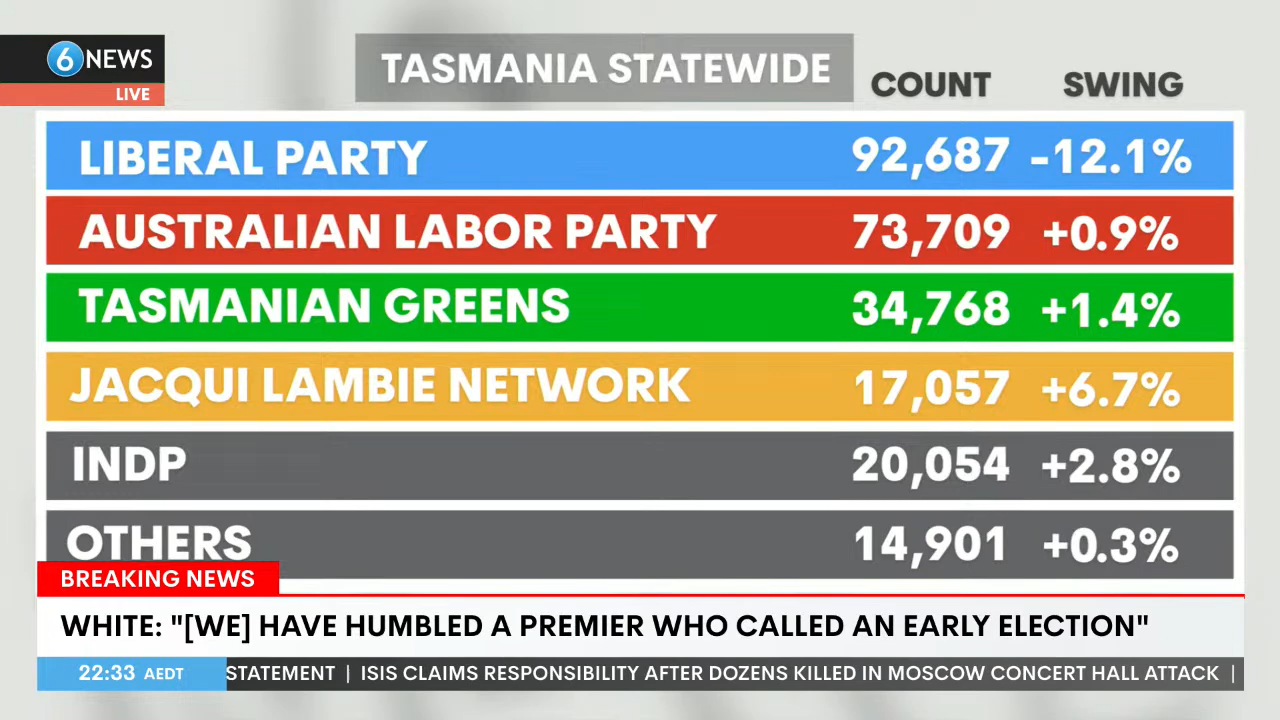 6 NEWS
LIVE
TASMANIA STATEWIDE COUNT SWING
LIBERAL PARTY 92,687 -12.1%
AUSTRALIAN LABOR PARTY 73,709 +0.9%
TASMANIAN GREENS 34,768 +1.4%
JACQUI LAMBIE NETWORK 17,057 +6.7%
INDP 20,054 +2.8%
OTHERS 14,901 +0.3%
BREAKING NEWS
WHITE: "[WE] HAVE HUMBLED A PREMIER WHO CALLED AN EARLY ELECTION"
22:33 AEDT STATEMENT | ISIS CLAIMS RESPONSIBILITY AFTER DOZENS KILLED IN MOSCOW CONCERT HALL ATTACK |